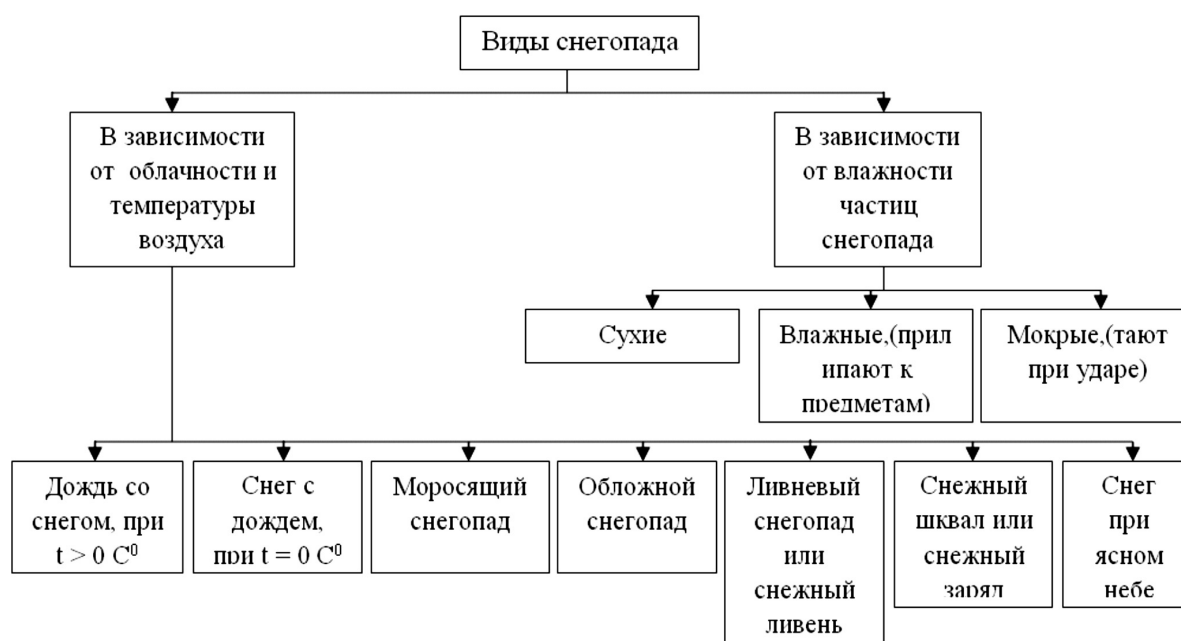 Виды снегопада
В зависимости
от облачности и
температуры
воздуха
В зависимости
от влажности
частиц
снегопада
Сухие
Влажные,(прил
ипают к
предметам)
Мокрые,(тают
при ударе)
Дождь со
снегом, при
t > 0 C⁰
Снег с
дождем,
при t = 0 C⁰
Моросящий
снегопад
Обложной
снегопад
Ливневый
снегопад
или
снежный
ливень
Снежный
шквал или
снежный
заряд
Снег
при
ясном
небе